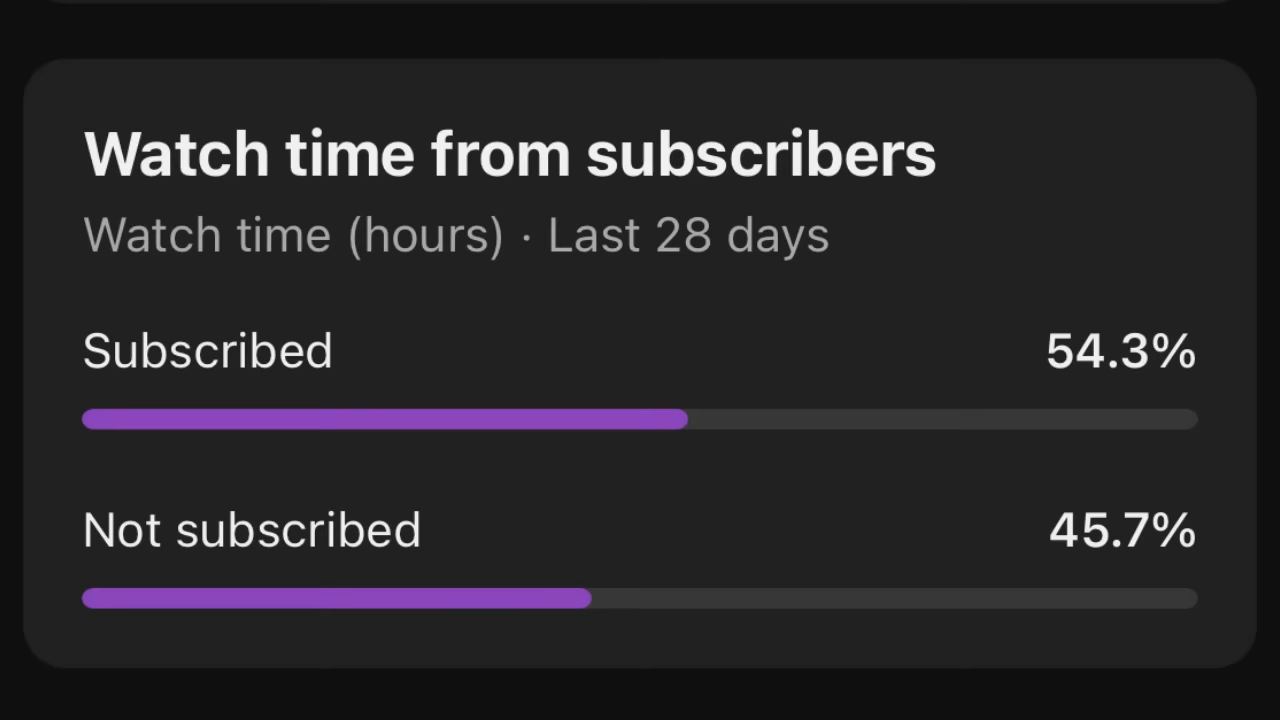 Watch time from subscribers
Watch time (hours) · Last 28 days
Subscribed 54.3%
Not subscribed 45.7%